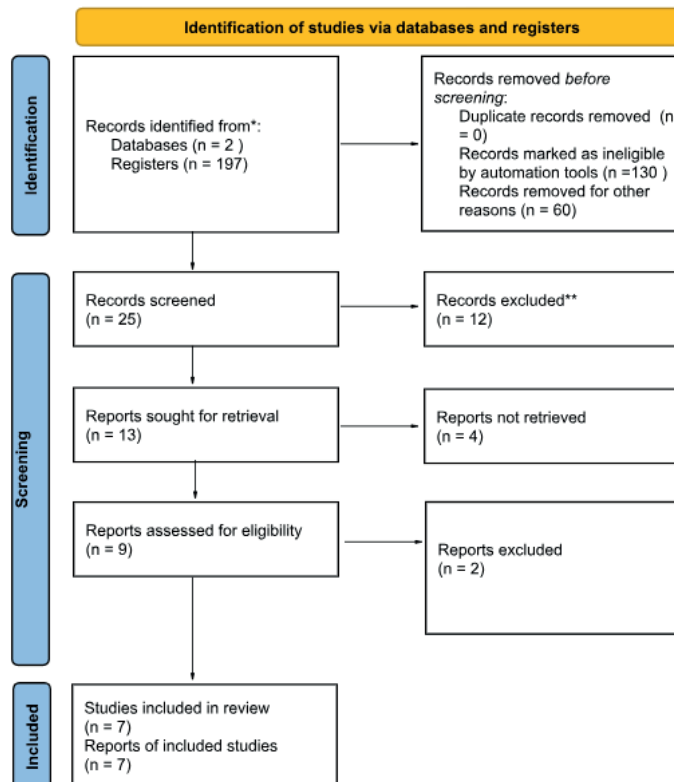 Identification of studies via databases and registers
Identification
Records identified from*:
Databases (n = 2 )
Registers (n = 197)
Records removed before
screening:
Duplicate records removed (n
= 0)
Records marked as ineligible
by automation tools (n =130 )
Records removed for other
reasons (n = 60)
Screening
Records screened
(n = 25)
Records excluded**
(n = 12)
Reports sought for retrieval
(n = 13)
Reports not retrieved
(n = 4)
Reports assessed for eligibility
(n = 9)
Reports excluded
(n = 2)
Included
Studies included in review
(n = 7)
Reports of included studies
(n = 7)